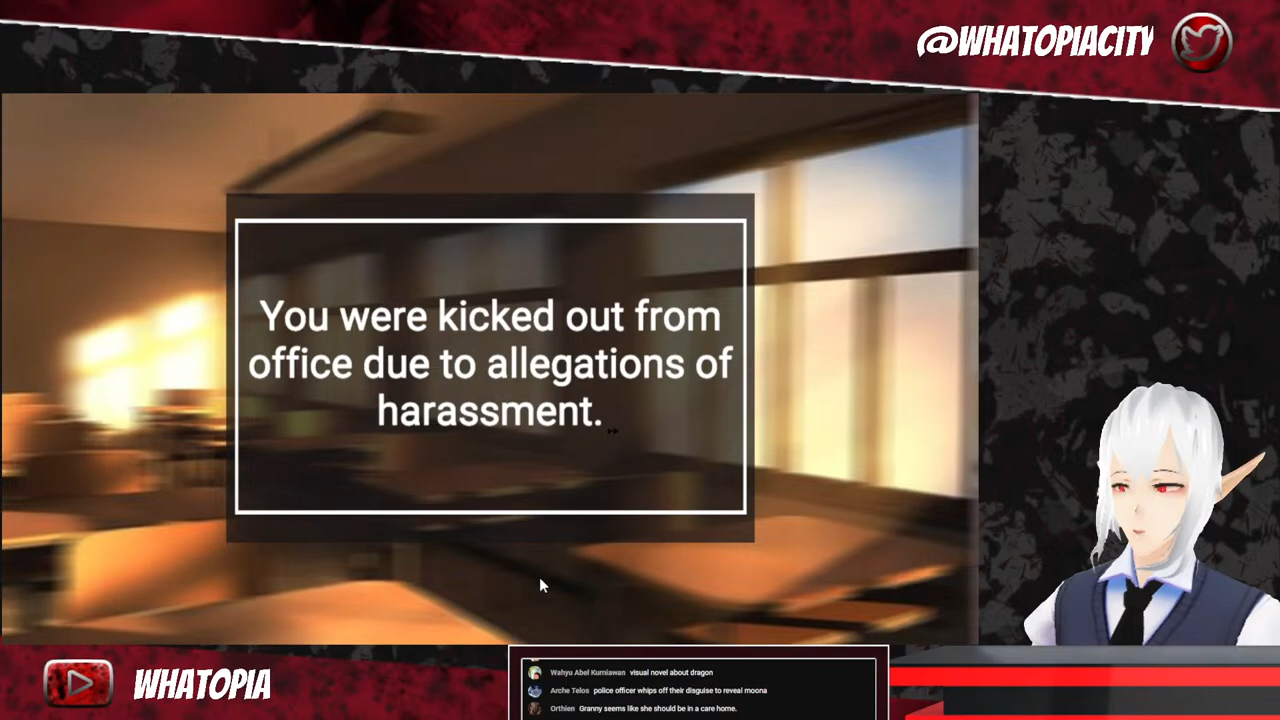 @WHATOPIACITY
You were kicked out from
office due to allegations of
harassment.
WHATOPIA
Wahyu Abel Kurniawan visual novel about dragon
Arche Telos police officer whips off their disguise to reveal moona
Orthien Granny seems like she should be in a care home.